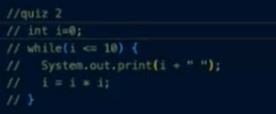 //quiz 2
// int i=0;
// while(i <= 10) {
//   System.out.print(i + " ");
//   i = i * i;
// }